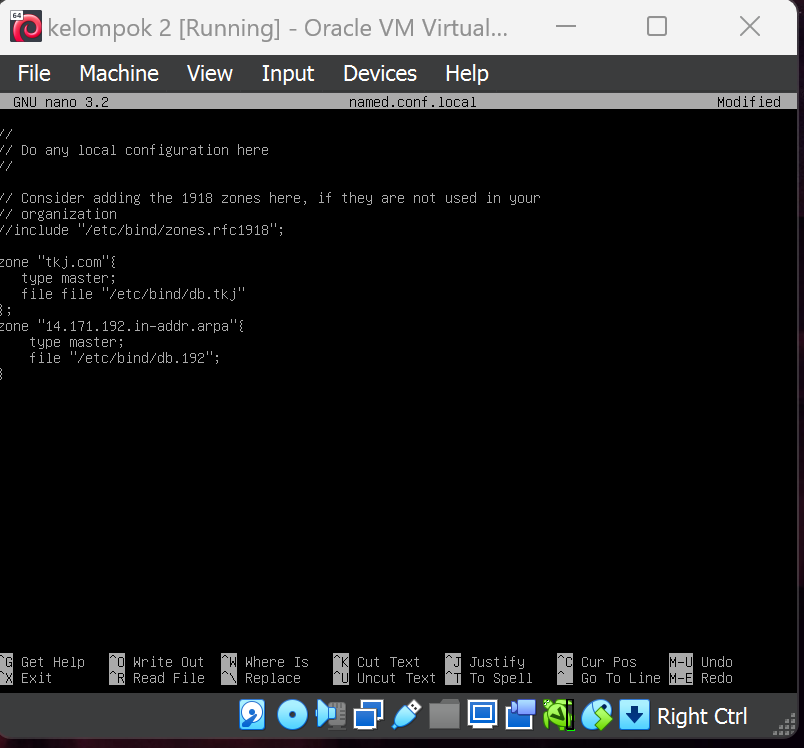 64
kelompok 2 [Running] - Oracle VM Virtual...
File Machine View Input Devices Help
GNU nano 3.2 named.conf.local Modified
//
// Do any local configuration here
//
// Consider adding the 1918 zones here, if they are not used in your
// organization
//include "/etc/bind/zones.rfc1918";
zone "tkj.com"{
type master;
file file "/etc/bind/db.tkj"
};
zone "14.171.192.in-addr.arpa"{
type master;
file "/etc/bind/db.192";
}
^G Get Help ^O Write Out ^W Where Is ^K Cut Text ^J Justify ^C Cur Pos M-U Undo
^X Exit ^R Read File ^\ Replace ^U Uncut Text ^T To Spell ^_ Go To Line M-E Redo
Right Ctrl